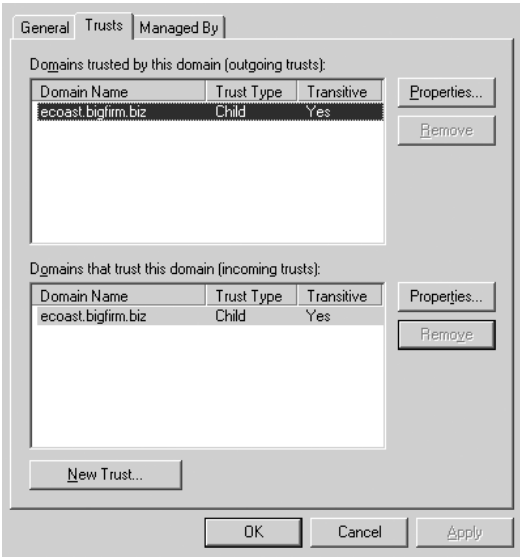 General Trusts Managed By
Domains trusted by this domain (outgoing trusts):
Domain Name Trust Type Transitive
ecoast.bigfirm.biz Child Yes
Properties...
Remove
Domains that trust this domain (incoming trusts):
Domain Name Trust Type Transitive
ecoast.bigfirm.biz Child Yes
Properties...
Remove
New Trust...
OK Cancel Apply